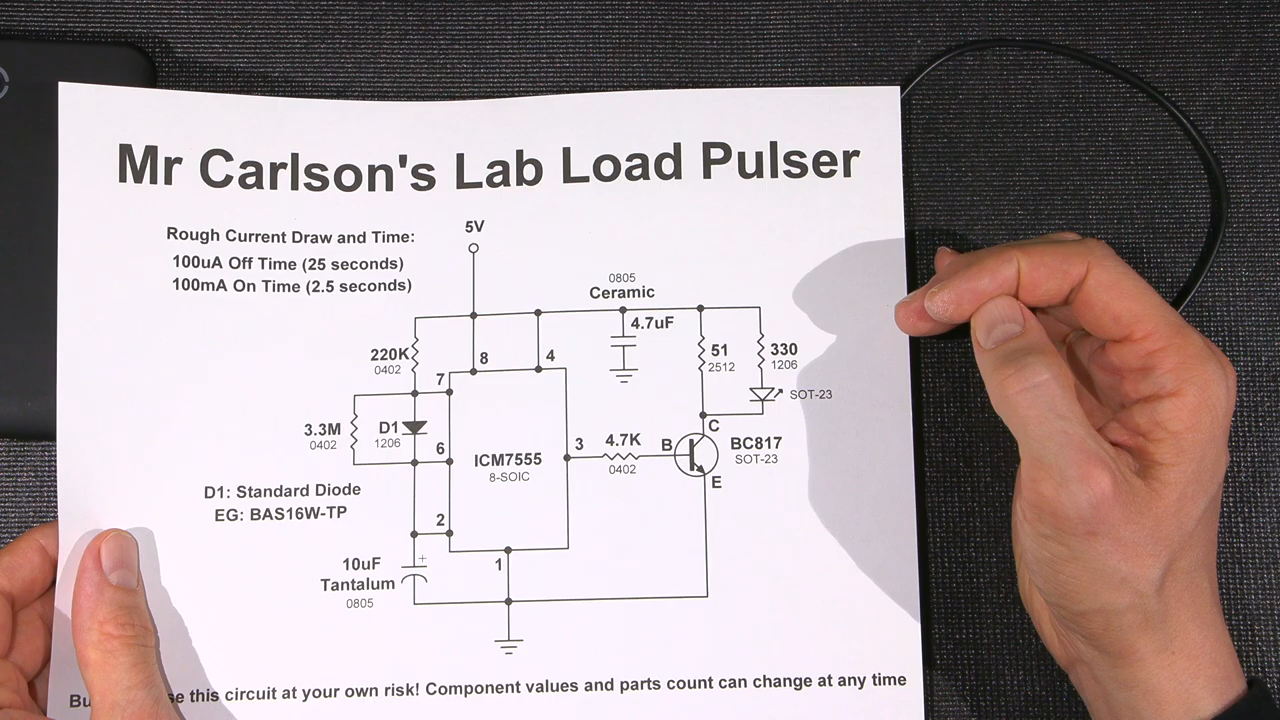 Mr Carlson's Lab Load Pulser
Rough Current Draw and Time:
100uA Off Time (25 seconds)
100mA On Time (2.5 seconds)
5V
0805
Ceramic
4.7uF
220K
0402
8
4
51
2512
330
1206
SOT-23
7
3.3M
0402
D1
1206
6
ICM7555
8-SOIC
3
4.7K
0402
B
C
E
BC817
SOT-23
D1: Standard Diode
EG: BAS16W-TP
2
10uF
Tantalum
0805
+
1
this circuit at your own risk! Component values and parts count can change at any time